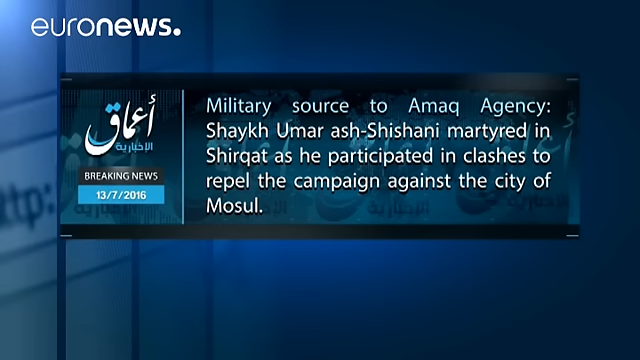 euronews.
أعماق
الإخبارية
BREAKING NEWS
13/7/2016
Military source to Amaq Agency:
Shaykh Umar ash-Shishani martyred in
Shirqat as he participated in clashes to
repel the campaign against the city of
Mosul.
ttp: